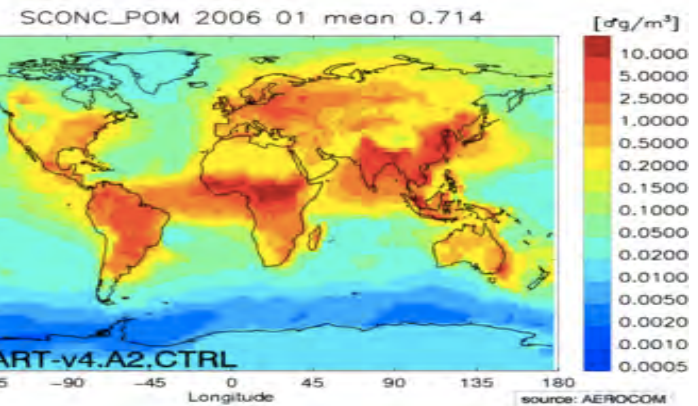 SCONC_POM 2006 01 mean 0.714
[σg/m³]
10.000
5.0000
2.5000
1.0000
0.5000
0.2000
0.1500
0.1000
0.0500
0.0200
0.0100
0.0050
0.0020
0.0010
0.0005
ART-v4.A2.CTRL
5 -90 -45 0 45 90 135 180
Longitude
source: AEROCOM